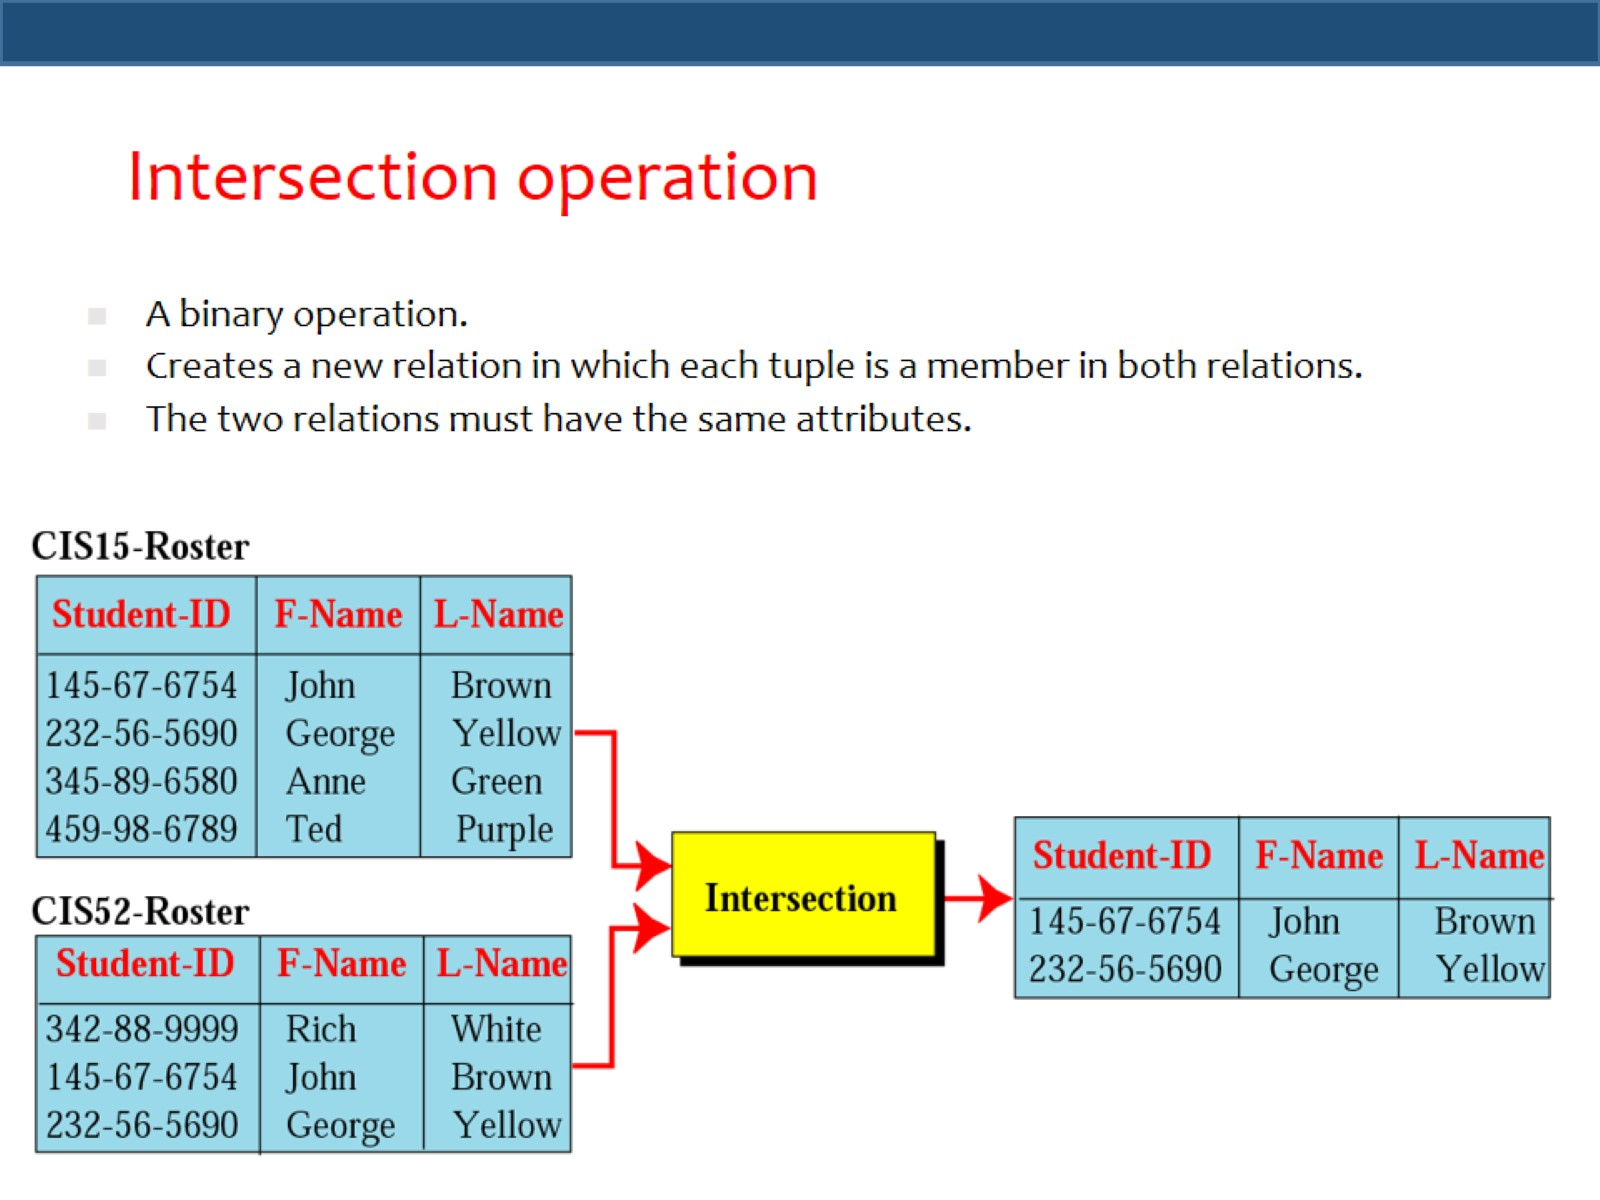 Intersection operation
A binary operation.
Creates a new relation in which each tuple is a member in both relations.
The two relations must have the same attributes.
CIS15-Roster
Student-ID F-Name L-Name
145-67-6754 John Brown
232-56-5690 George Yellow
345-89-6580 Anne Green
459-98-6789 Ted Purple
CIS52-Roster
Student-ID F-Name L-Name
342-88-9999 Rich White
145-67-6754 John Brown
232-56-5690 George Yellow
Intersection
Student-ID F-Name L-Name
145-67-6754 John Brown
232-56-5690 George Yellow